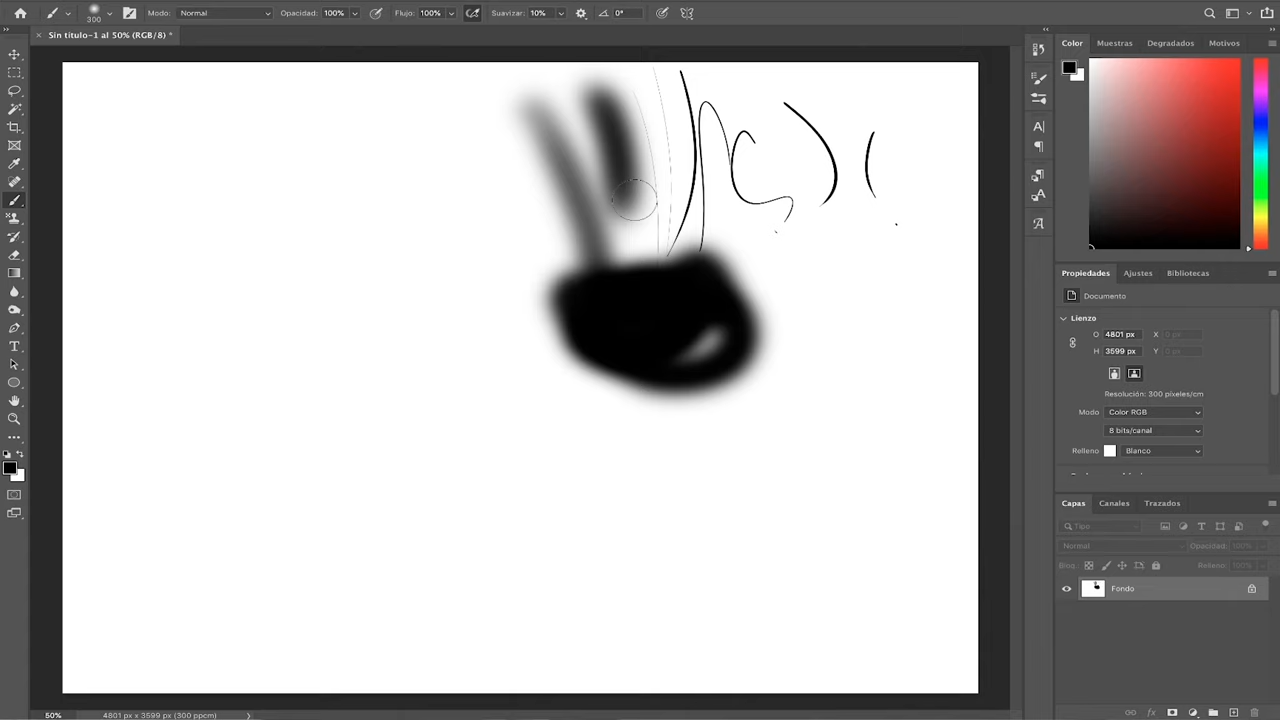 300 Modo: Normal Opacidad: 100% Flujo: 100% Suavizar: 10% 0°
Sin título-1 al 50% (RGB/8) *
Color Muestras Degradados Motivos
Propiedades Ajustes Bibliotecas
Documento
Lienzo
O 4801 px X 0 px
H 3599 px Y 0 px
Resolución: 300 píxeles/cm
Modo Color RGB
8 bits/canal
Relleno Blanco
Capas Canales Trazados
Tipo
Normal Opacidad: 100%
Bloq.: Relleno: 100%
Fondo
50% 4801 px x 3599 px (300 ppcm)